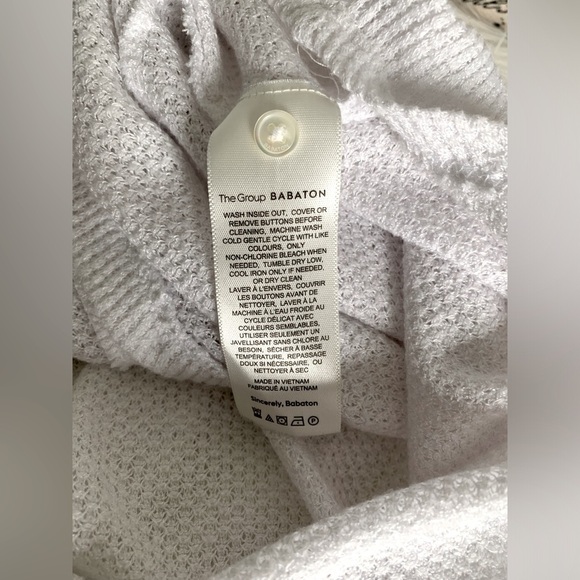 The Group BABATON
WASH INSIDE OUT, COVER OR
REMOVE BUTTONS BEFORE
CLEANING, MACHINE WASH
COLD GENTLE CYCLE WITH LIKE
COLOURS, ONLY
NON-CHLORINE BLEACH WHEN
NEEDED, TUMBLE DRY LOW,
COOL IRON ONLY IF NEEDED,
OR DRY CLEAN
LAVER À L'ENVERS, COUVRIR
LES BOUTONS AVANT DE
NETTOYER, LAVER À LA
MACHINE À L'EAU FROIDE AU
CYCLE DÉLICAT AVEC
COULEURS SEMBLABLES,
UTILISER SEULEMENT UN
JAVELLISANT SANS CHLORE AU
BESOIN, SÉCHER À BASSE
TEMPÉRATURE, REPASSAGE
DOUX SI NÉCESSAIRE, OU
NETTOYER À SEC
MADE IN VIETNAM
FABRIQUÉ AU VIETNAM
Sincerely, Babaton